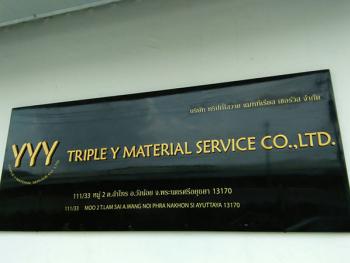 บริษัท ทริปเปิ้ลวาย แมททีเรียล เซอร์วิส จำกัด
YYY TRIPLE Y MATERIAL SERVICE CO.,LTD.
111/33 หมู่ 2 ต.ลำไทร อ.วังน้อย จ.พระนครศรีอยุธยา 13170
111/33 MOO 2 T.LAM SAI A.WANG NOI PHRA NAKHON SI AYUTTAYA 13170